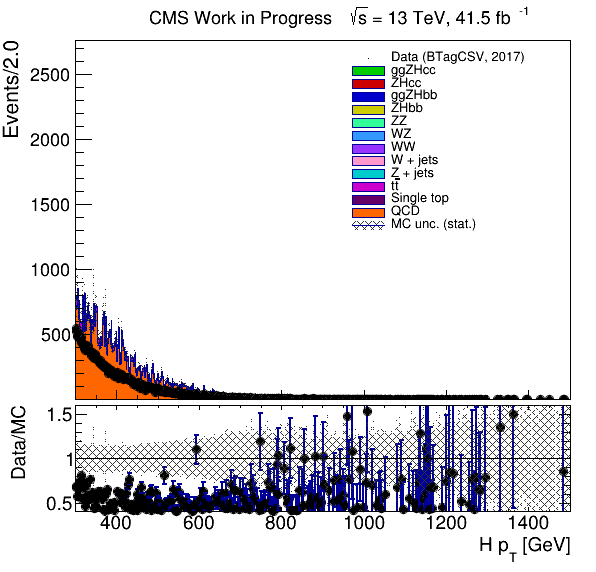 CMS Work in Progress √s = 13 TeV, 41.5 fb⁻¹
Events/2.0
2500
2000
1500
1000
500
Data (BTagCSV, 2017)
ggZHcc
ZHcc
ggZHbb
ZHbb
ZZ
WZ
WW
W + jets
Z + jets
tt̅
Single top
QCD
MC unc. (stat.)
Data/MC
1.5
1
0.5
400 600 800 1000 1200 1400
H p_T [GeV]